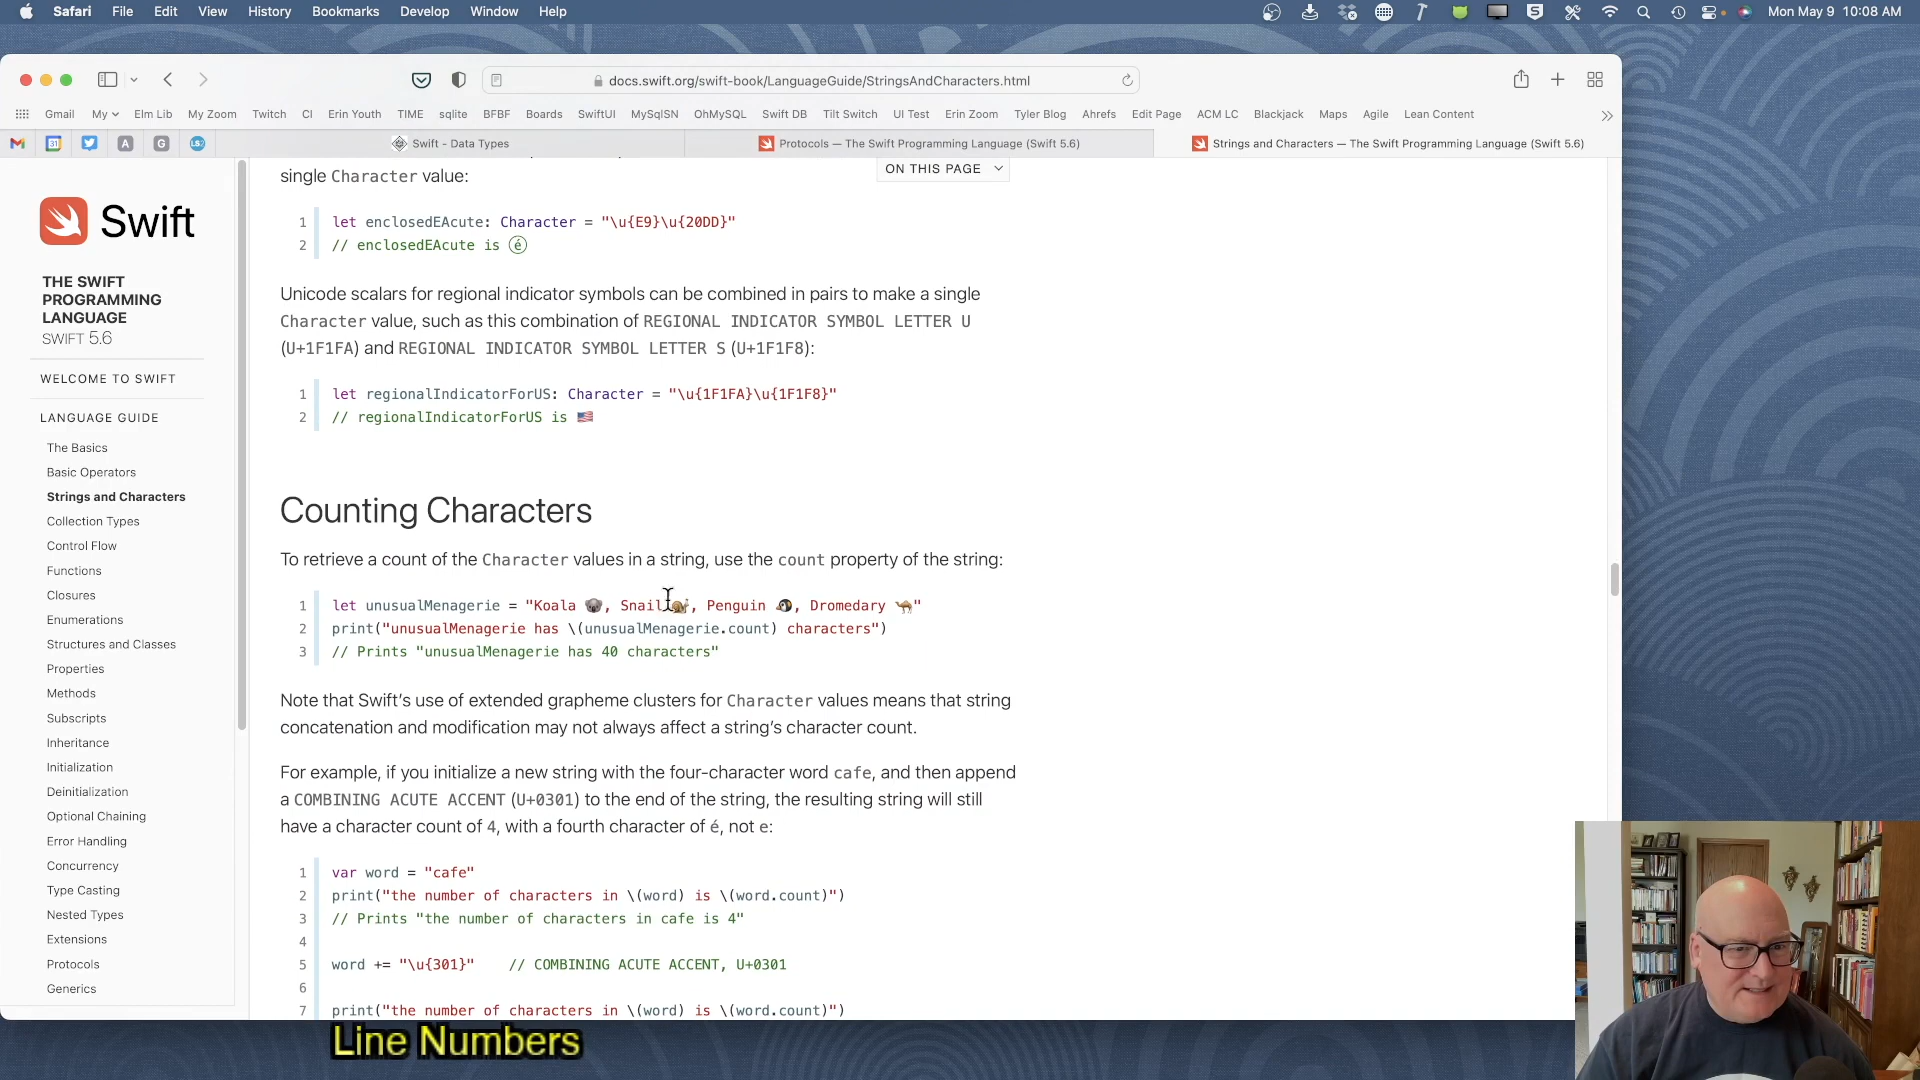 Safari File Edit View History Bookmarks Develop Window Help
Mon May 9 10:08 AM
docs.swift.org/swift-book/LanguageGuide/StringsAndCharacters.html
Gmail My Elm Lib My Zoom Twitch CI Erin Youth TIME sqlite BFBF Boards SwiftUI MySqlSN OhMySQL Swift DB Tilt Switch UI Test Erin Zoom Tyler Blog Ahrefs Edit Page ACM LC Blackjack Maps Agile Lean Content
Swift - Data Types
Protocols — The Swift Programming Language (Swift 5.6)
Strings and Characters — The Swift Programming Language (Swift 5.6)
Swift
THE SWIFT
PROGRAMMING
LANGUAGE
SWIFT 5.6
WELCOME TO SWIFT
LANGUAGE GUIDE
The Basics
Basic Operators
Strings and Characters
Collection Types
Control Flow
Functions
Closures
Enumerations
Structures and Classes
Properties
Methods
Subscripts
Inheritance
Initialization
Deinitialization
Optional Chaining
Error Handling
Concurrency
Type Casting
Nested Types
Extensions
Protocols
Generics
ON THIS PAGE
single Character value:
1 let enclosedEAcute: Character = "\u{E9}\u{20DD}"
2 // enclosedEAcute is é⃝
Unicode scalars for regional indicator symbols can be combined in pairs to make a single
Character value, such as this combination of REGIONAL INDICATOR SYMBOL LETTER U
(U+1F1FA) and REGIONAL INDICATOR SYMBOL LETTER S (U+1F1F8):
1 let regionalIndicatorForUS: Character = "\u{1F1FA}\u{1F1F8}"
2 // regionalIndicatorForUS is 🇺🇸
Counting Characters
To retrieve a count of the Character values in a string, use the count property of the string:
1 let unusualMenagerie = "Koala 🐨, Snail 🐌, Penguin 🐧, Dromedary 🐪"
2 print("unusualMenagerie has \(unusualMenagerie.count) characters")
3 // Prints "unusualMenagerie has 40 characters"
Note that Swift’s use of extended grapheme clusters for Character values means that string
concatenation and modification may not always affect a string’s character count.
For example, if you initialize a new string with the four-character word cafe, and then append
a COMBINING ACUTE ACCENT (U+0301) to the end of the string, the resulting string will still
have a character count of 4, with a fourth character of é, not e:
1 var word = "cafe"
2 print("the number of characters in \(word) is \(word.count)")
3 // Prints "the number of characters in cafe is 4"
4
5 word += "\u{301}" // COMBINING ACUTE ACCENT, U+0301
6
7 print("the number of characters in \(word) is \(word.count)")
Line Numbers